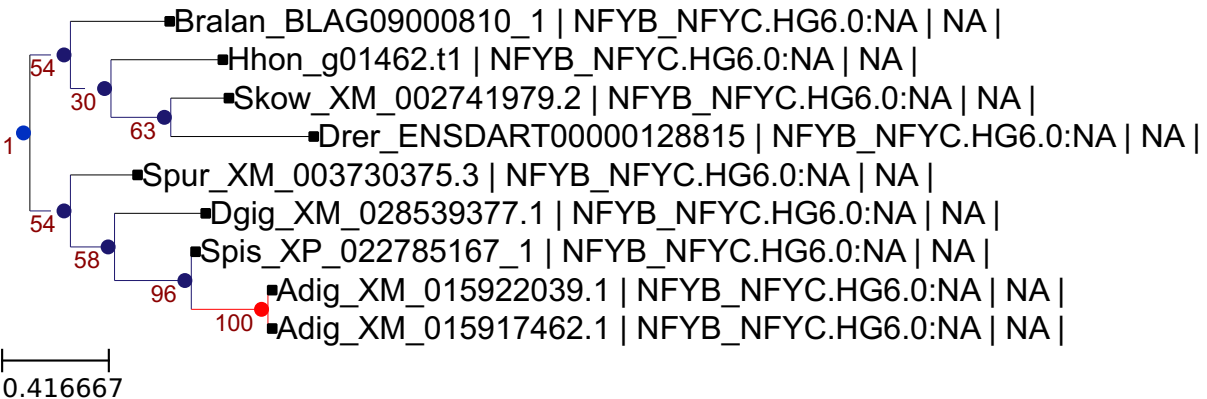 Bralan_BLAG09000810_1 | NFYB_NFYC.HG6.0:NA | NA |
54
Hhon_g01462.t1 | NFYB_NFYC.HG6.0:NA | NA |
30
Skow_XM_002741979.2 | NFYB_NFYC.HG6.0:NA | NA |
63
Drer_ENSDART00000128815 | NFYB_NFYC.HG6.0:NA | NA |
1
Spur_XM_003730375.3 | NFYB_NFYC.HG6.0:NA | NA |
54
Dgig_XM_028539377.1 | NFYB_NFYC.HG6.0:NA | NA |
58
Spis_XP_022785167_1 | NFYB_NFYC.HG6.0:NA | NA |
96
Adig_XM_015922039.1 | NFYB_NFYC.HG6.0:NA | NA |
100
Adig_XM_015917462.1 | NFYB_NFYC.HG6.0:NA | NA |
0.416667